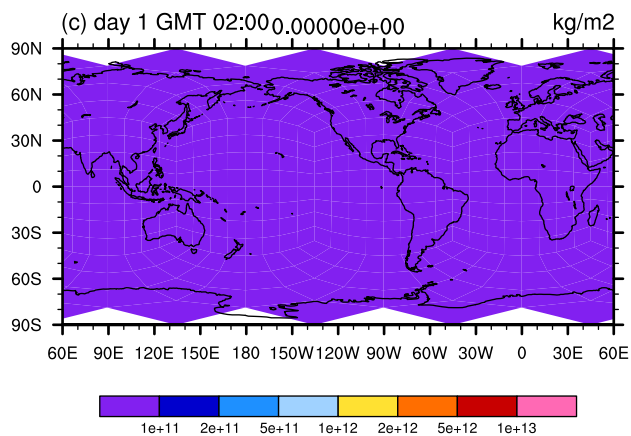 (c) day 1 GMT 02:00 0.00000e+00 kg/m2
90N
60N
30N
0
30S
60S
90S
60E 90E 120E 150E 180 150W 120W 90W 60W 30W 0 30E 60E
1e+11 2e+11 5e+11 1e+12 2e+12 5e+12 1e+13